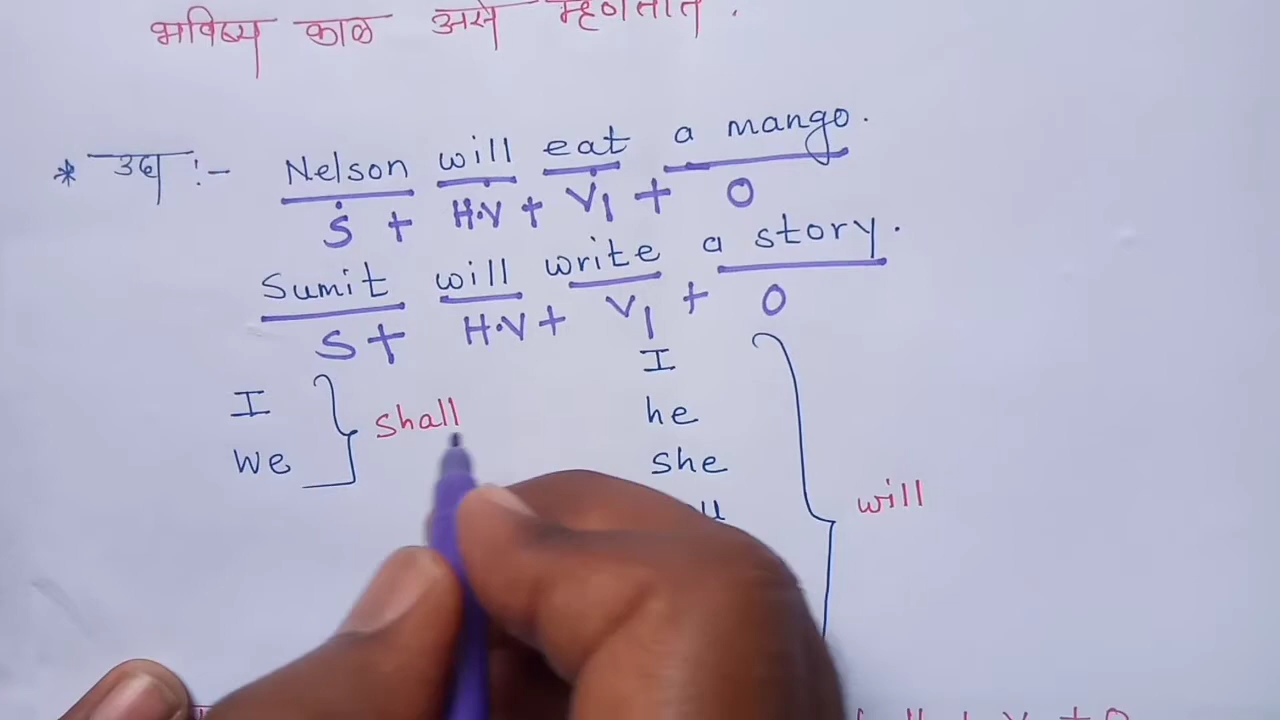 भविष्य काळ असे म्हणतात .
* उदा :- Nelson will eat a mango.
S + H.V + V1 + O
Sumit will write a story.
S + H.V + V1 + O
I
we
shall
I
he
she
will